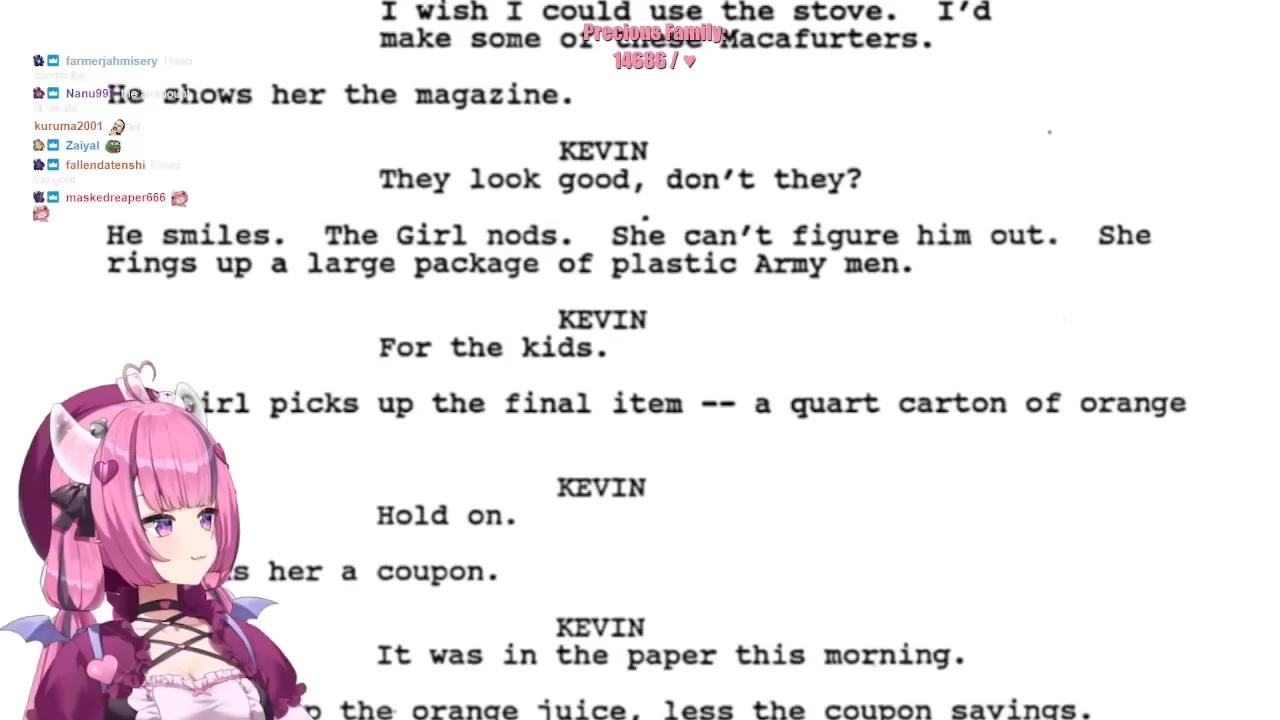 I wish I could use the stove.  I'd
make some of these Macafurters.
Precious Family
14686 / ♥
farmerjahmisery
Nanu99
He shows her the magazine.
kuruma2001 lol
Zaiyal
fallendatenshi
maskedreaper666
KEVIN
They look good, don't they?
He smiles.  The Girl nods.  She can't figure him out.  She
rings up a large package of plastic Army men.
KEVIN
For the kids.
picks up the final item -- a quart carton of orange
KEVIN
Hold on.
her a coupon.
KEVIN
It was in the paper this morning.
the orange juice, less the coupon savings.